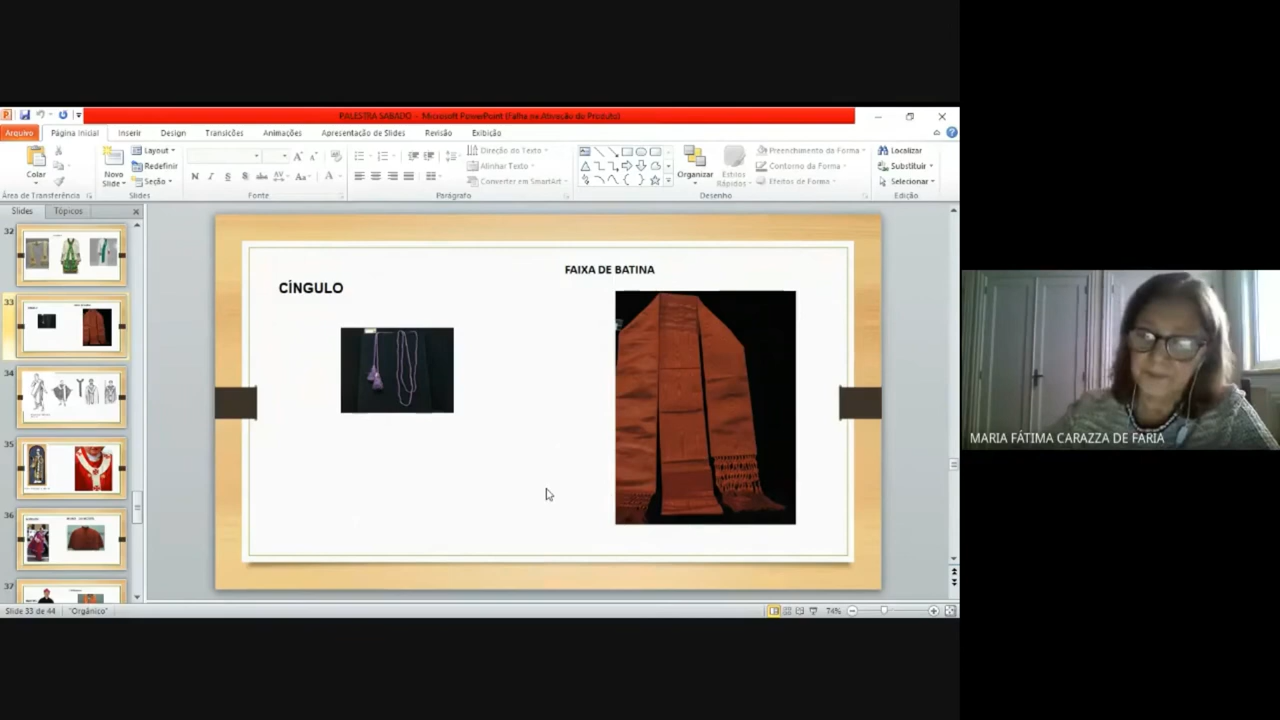 PALESTRA SABADO - Microsoft PowerPoint (Falha na Ativação do Produto)
Arquivo
Página Inicial
Inserir
Design
Transições
Animações
Apresentação de Slides
Revisão
Exibição
Colar
Novo
Slide
Layout
Redefinir
Seção
Direção do Texto
Alinhar Texto
Converter em SmartArt
Organizar
Estilos
Rápidos
Preenchimento da Forma
Contorno da Forma
Efeitos de Forma
Localizar
Substituir
Selecionar
Área de Transferência
Slides
Fonte
Parágrafo
Desenho
Edição
Slides
Tópicos
32
33
34
35
36
37
FAIXA DE BATINA
CÍNGULO
MARIA FÁTIMA CARAZZA DE FARIA
Slide 33 de 44
"Orgânico"
74%